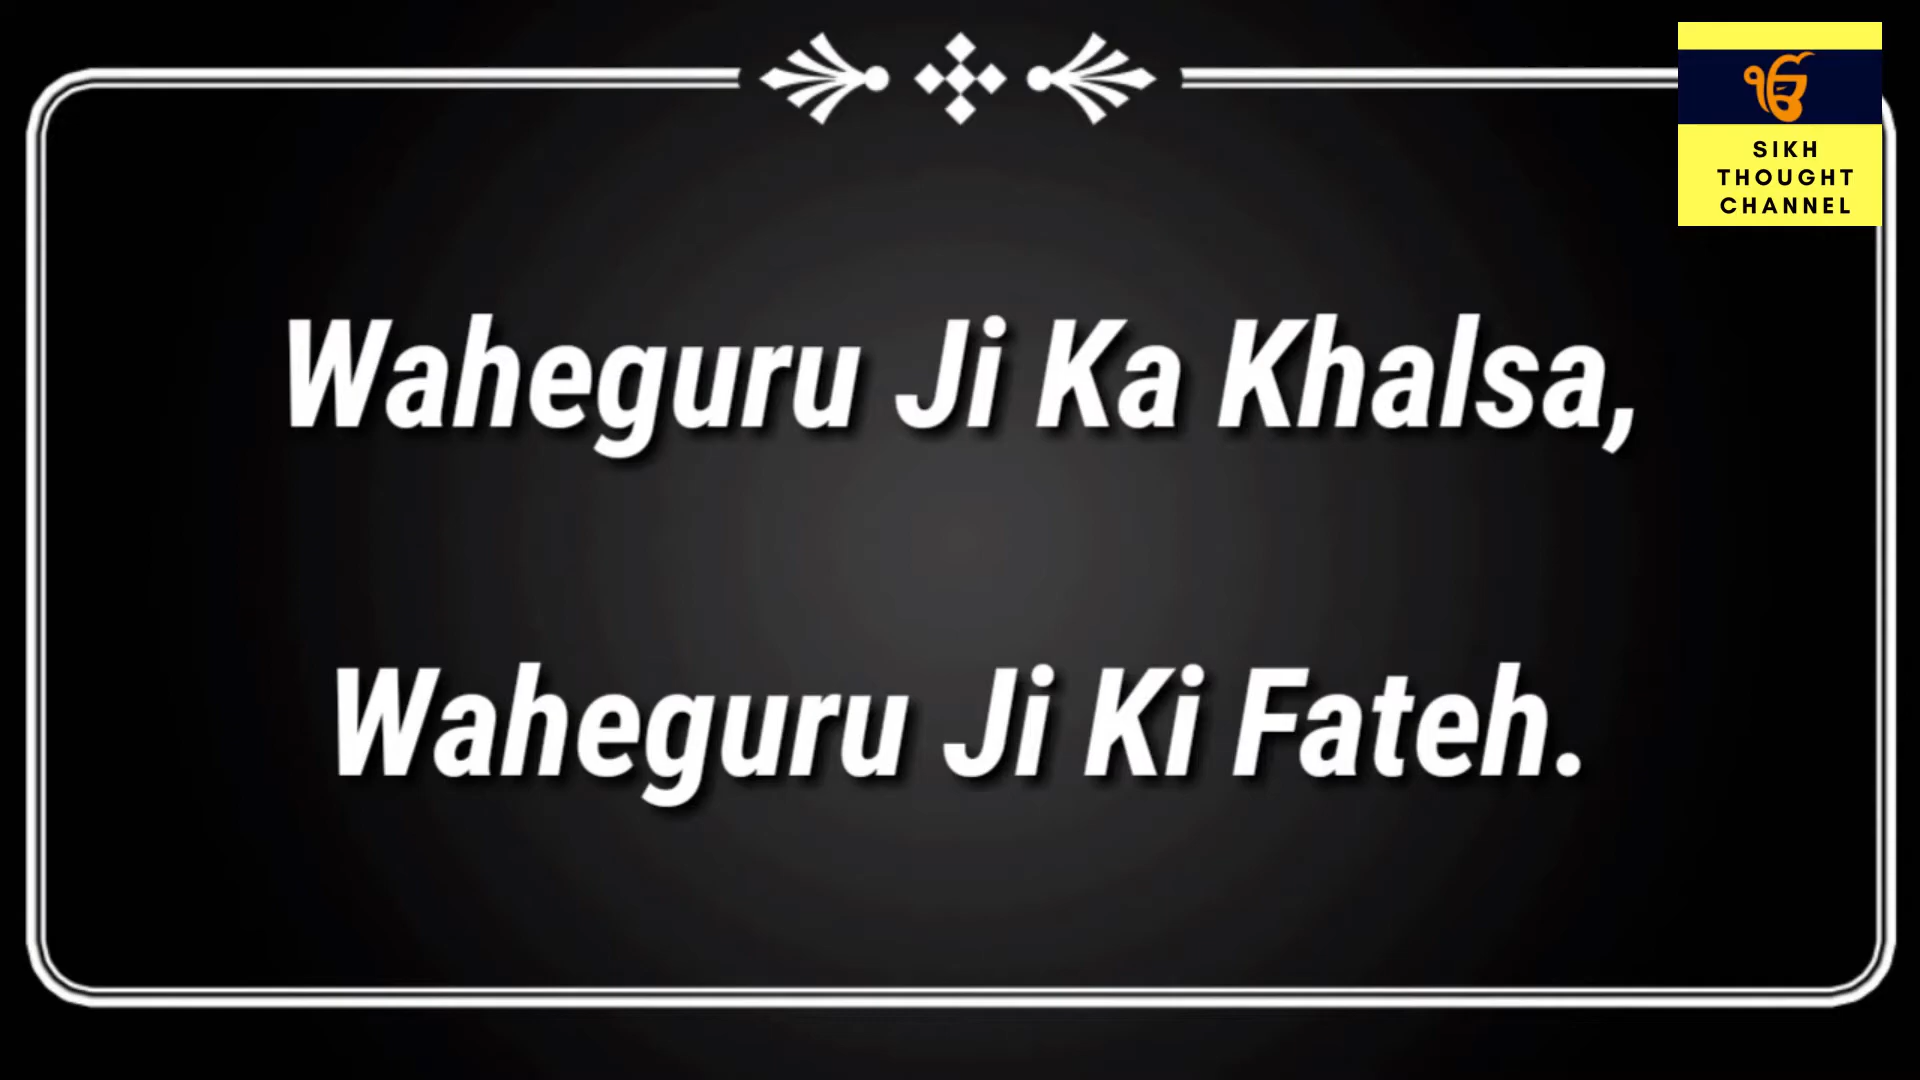 ੴ
SIKH
THOUGHT
CHANNEL
Waheguru Ji Ka Khalsa,
Waheguru Ji Ki Fateh.